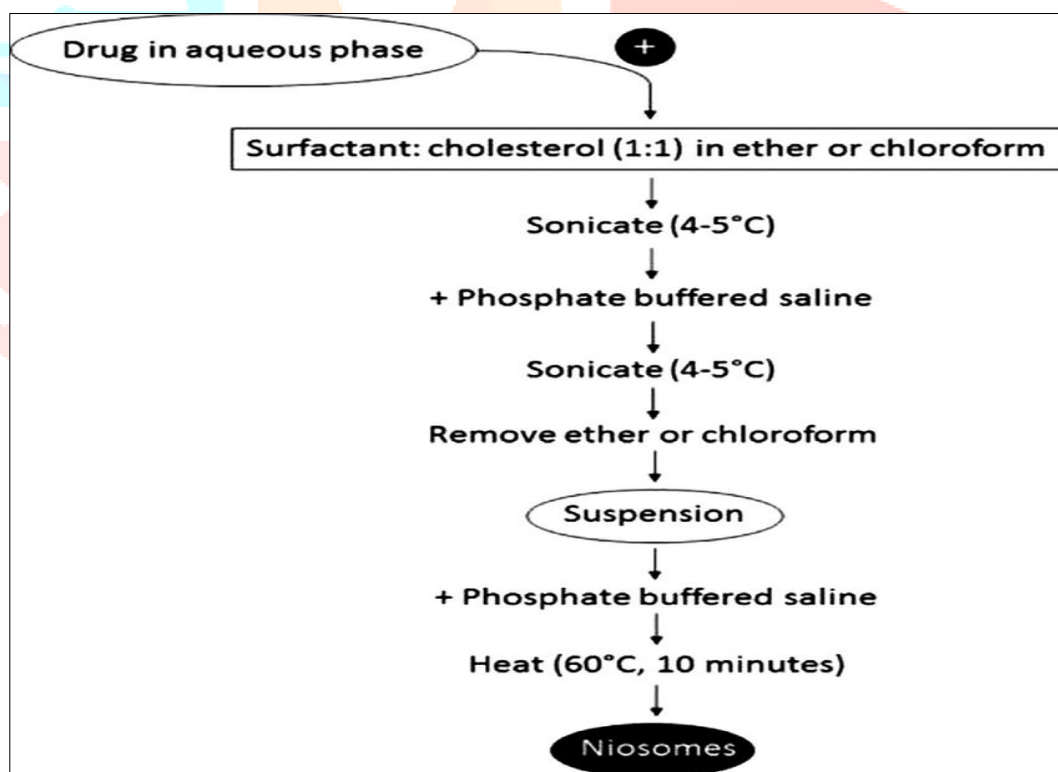 Drug in aqueous phase
+
Surfactant: cholesterol (1:1) in ether or chloroform
Sonicate (4-5°C)
+ Phosphate buffered saline
Sonicate (4-5°C)
Remove ether or chloroform
Suspension
+ Phosphate buffered saline
Heat (60°C, 10 minutes)
Niosomes